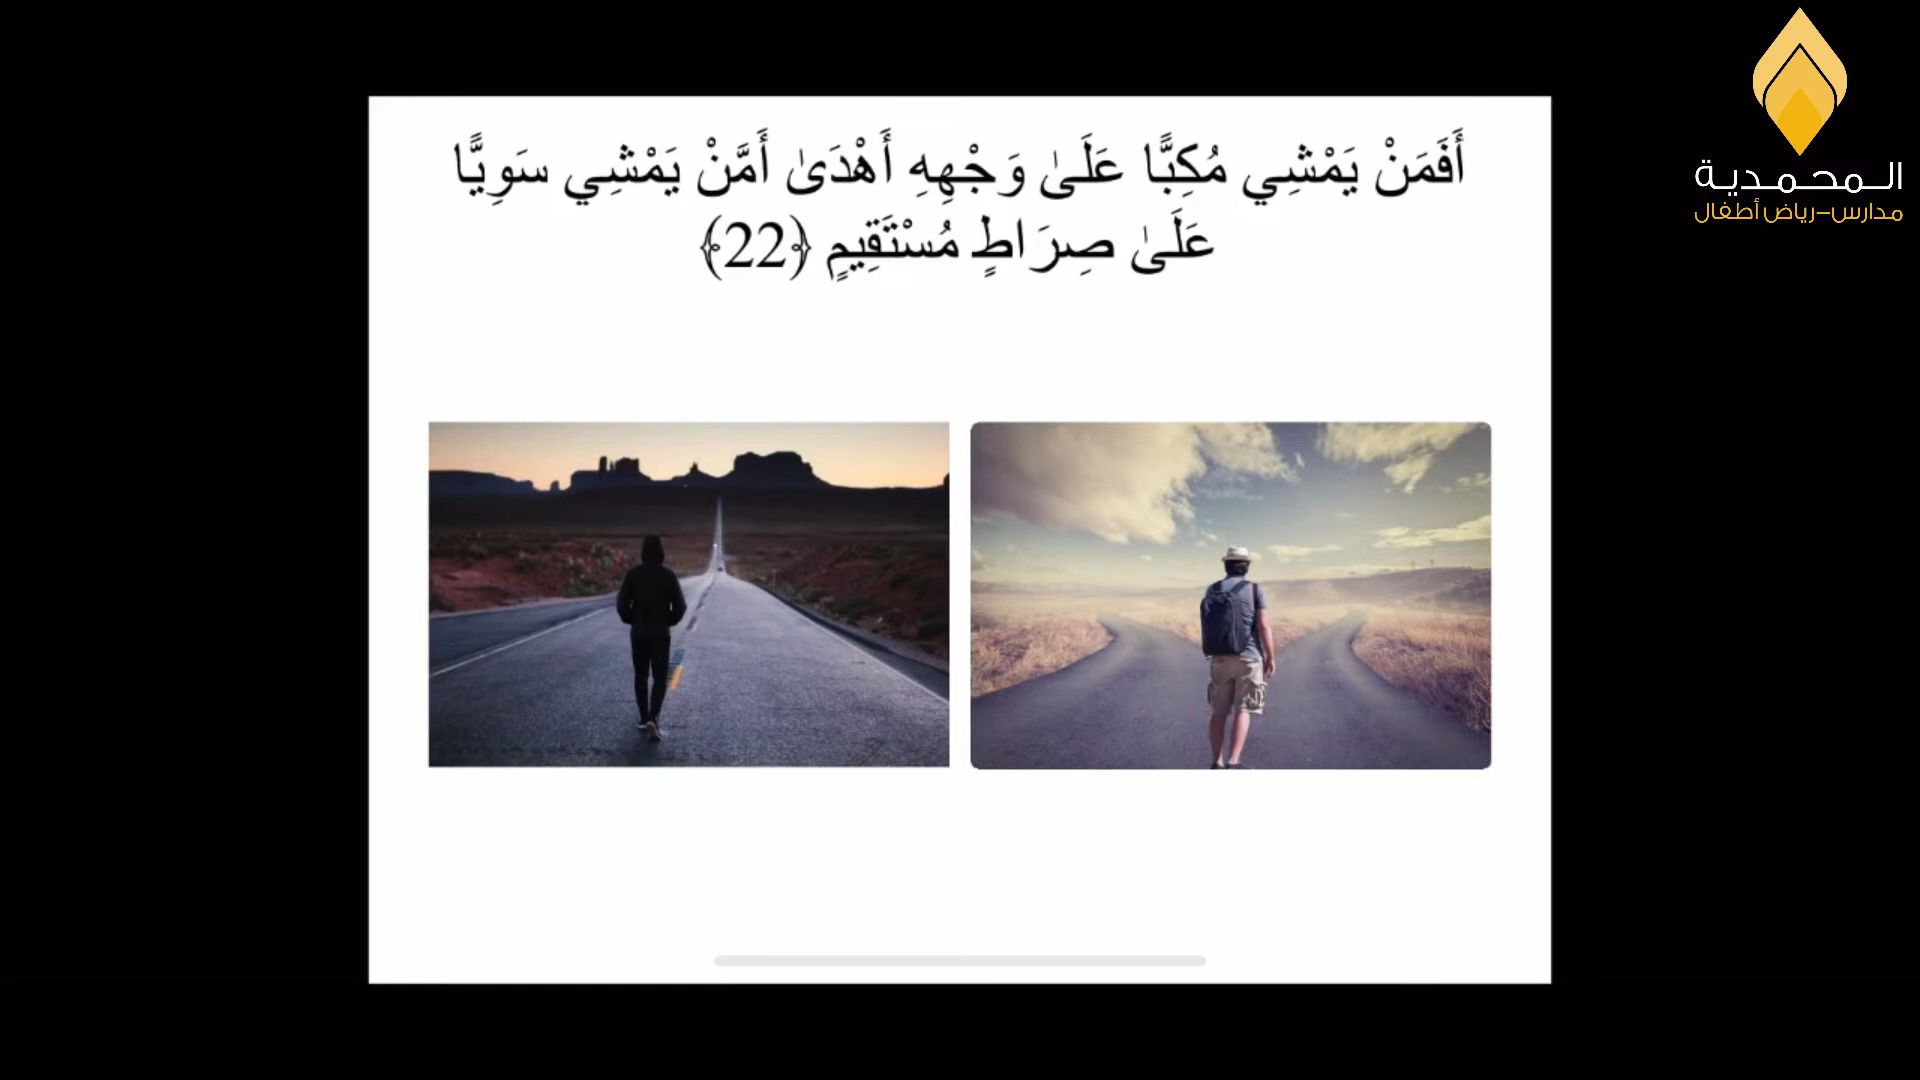 أَفَمَنْ يَمْشِي مُكِبًّا عَلَىٰ وَجْهِهِ أَهْدَىٰ أَمَّنْ يَمْشِي سَوِيًّا
عَلَىٰ صِرَاطٍ مُسْتَقِيمٍ ﴿22﴾
المحمدية
مدارس-رياض أطفال